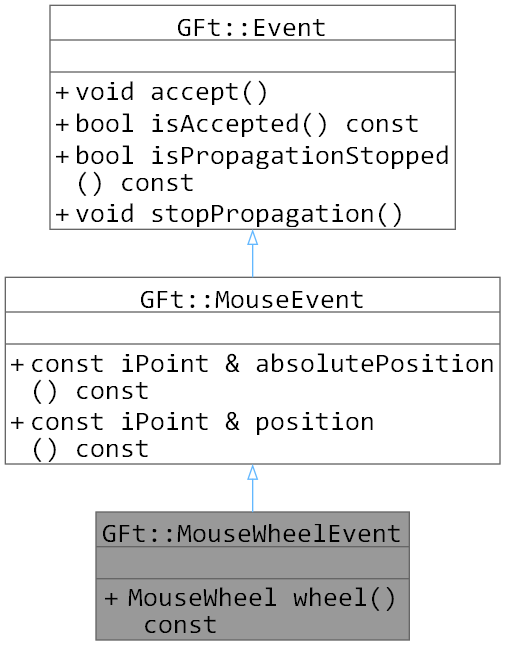 GFt::Event
+ void accept()
+ bool isAccepted() const
+ bool isPropagationStopped
() const
+ void stopPropagation()
GFt::MouseEvent
+ const iPoint & absolutePosition
() const
+ const iPoint & position
() const
GFt::MouseWheelEvent
+ MouseWheel wheel()
const